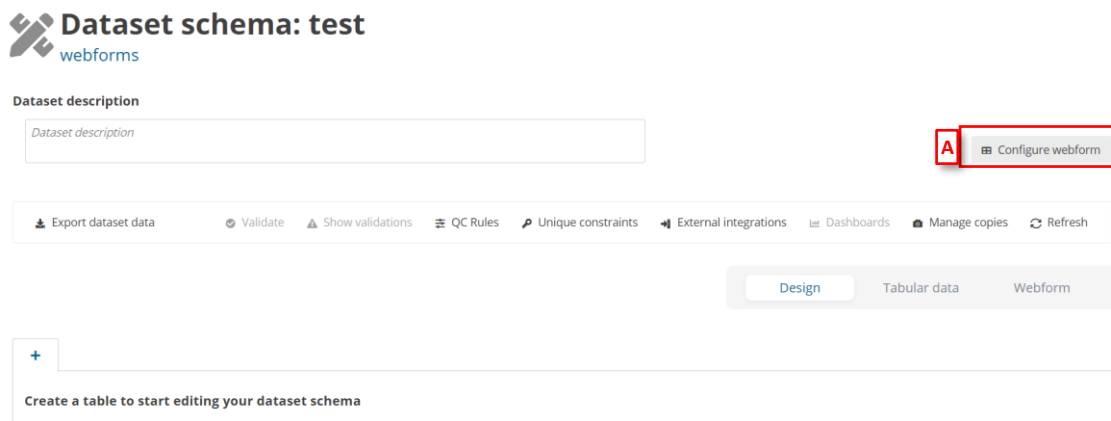 Dataset schema: test
webforms
Dataset description
Dataset description
A Configure webform
Export dataset data Validate Show validations QC Rules Unique constraints External integrations Dashboards Manage copies Refresh
Design Tabular data Webform
+
Create a table to start editing your dataset schema